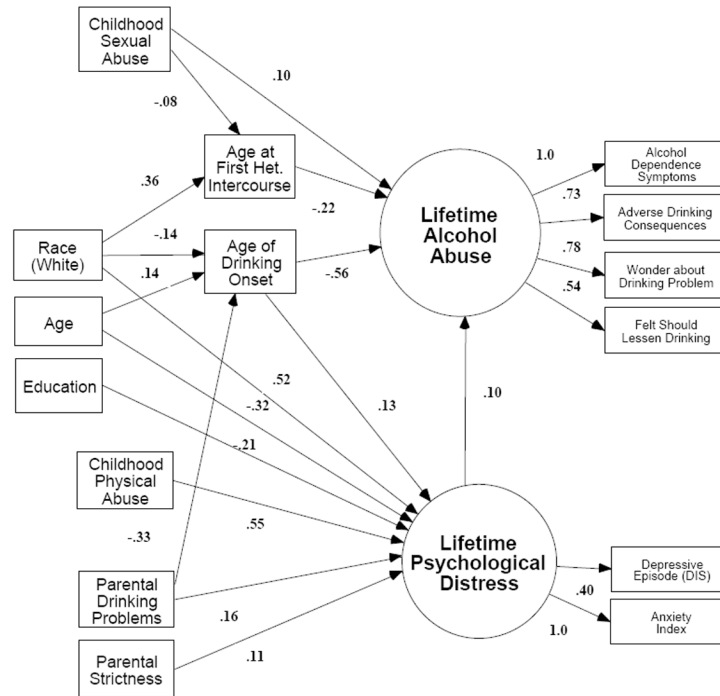 Childhood
Sexual
Abuse
.10
-.08
Age at
First Het.
Intercourse
.36
-.22
Race
(White)
-.14
.14
Age of
Drinking
Onset
-.56
Age
Education
Lifetime
Alcohol
Abuse
1.0
Alcohol
Dependence
Symptoms
.73
Adverse Drinking
Consequences
.78
Wonder about
Drinking Problem
.54
Felt Should
Lessen Drinking
.52
-.32
-.21
.13
.10
Childhood
Physical
Abuse
.55
-.33
Parental
Drinking
Problems
.16
Parental
Strictness
.11
Lifetime
Psychological
Distress
Depressive
Episode (DIS)
.40
Anxiety
Index
1.0